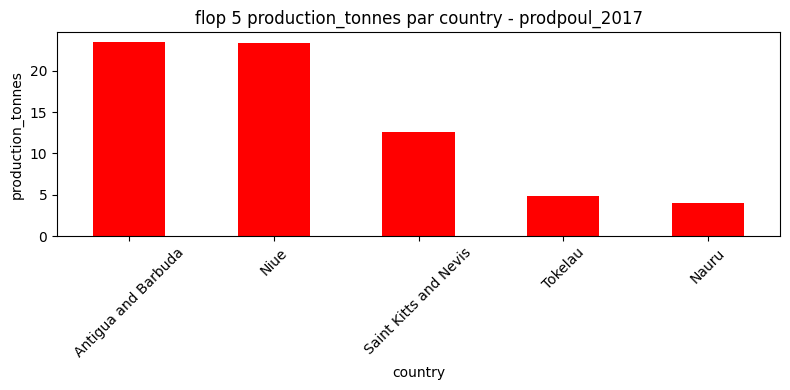 flop 5 production_tonnes par country - prodpoul_2017
production_tonnes
20
15
10
5
0
Antigua and Barbuda
Niue
Saint Kitts and Nevis
Tokelau
Nauru
country